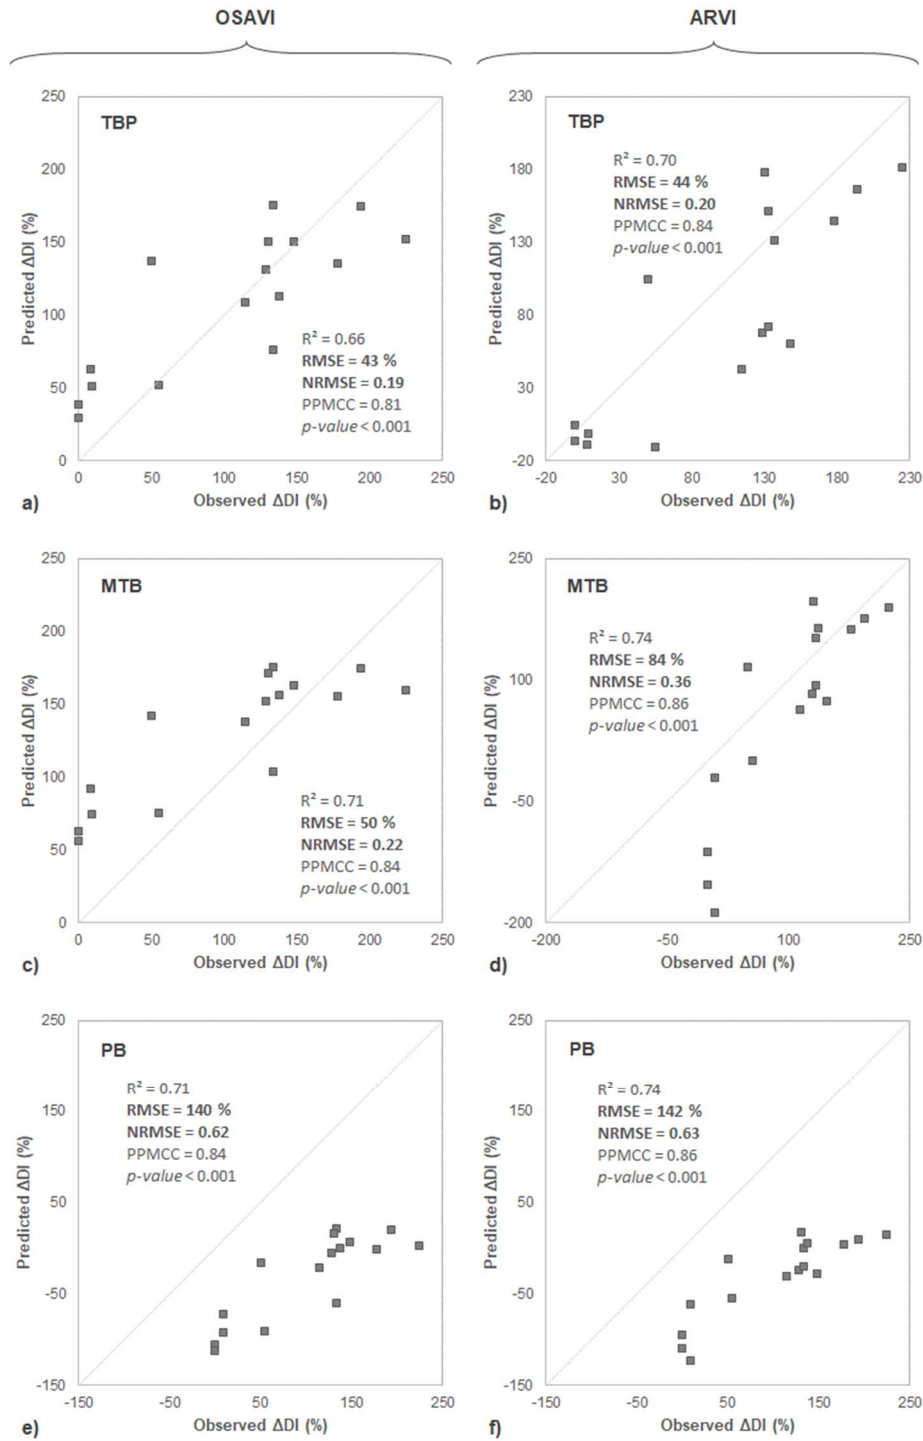 OSAVI
ARVI
TBP
R² = 0.66
RMSE = 43 %
NRMSE = 0.19
PPMCC = 0.81
p-value < 0.001
Predicted ΔDI (%)
250
200
150
100
50
0
0
50
100
150
200
250
Observed ΔDI (%)
a)
TBP
R² = 0.70
RMSE = 44 %
NRMSE = 0.20
PPMCC = 0.84
p-value < 0.001
Predicted ΔDI (%)
230
180
130
80
30
-20
-20
30
80
130
180
230
Observed ΔDI (%)
b)
MTB
R² = 0.71
RMSE = 50 %
NRMSE = 0.22
PPMCC = 0.84
p-value < 0.001
Predicted ΔDI (%)
250
200
150
100
50
0
0
50
100
150
200
250
Observed ΔDI (%)
c)
MTB
R² = 0.74
RMSE = 84 %
NRMSE = 0.36
PPMCC = 0.86
p-value < 0.001
Predicted ΔDI (%)
250
100
-50
-200
-200
-50
100
250
Observed ΔDI (%)
d)
PB
R² = 0.71
RMSE = 140 %
NRMSE = 0.62
PPMCC = 0.84
p-value < 0.001
Predicted ΔDI (%)
250
150
50
-50
-150
-150
-50
50
150
250
Observed ΔDI (%)
e)
PB
R² = 0.74
RMSE = 142 %
NRMSE = 0.63
PPMCC = 0.86
p-value < 0.001
Predicted ΔDI (%)
250
150
50
-50
-150
-150
-50
50
150
250
Observed ΔDI (%)
f)